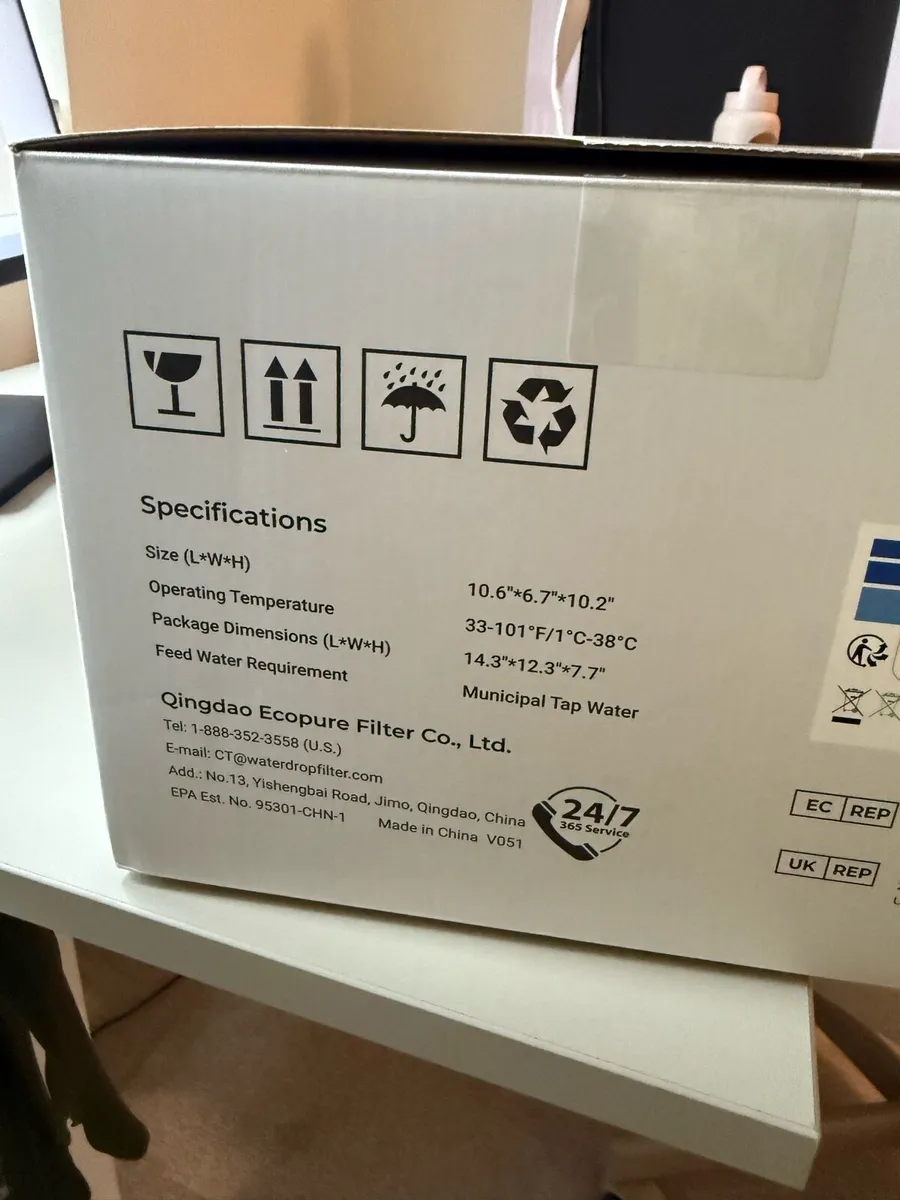 Specifications
Size (L*W*H) 10.6"*6.7"*10.2"
Operating Temperature 33-101°F/1°C-38°C
Package Dimensions (L*W*H) 14.3"*12.3"*7.7"
Feed Water Requirement Municipal Tap Water
Qingdao Ecopure Filter Co., Ltd.
Tel: 1-888-352-3558 (U.S.)
E-mail: CT@waterdropfilter.com
Add.: No.13, Yishengbai Road, Jimo, Qingdao, China
EPA Est. No. 95301-CHN-1 Made in China V051
24/7
365 Service
EC REP
UK REP